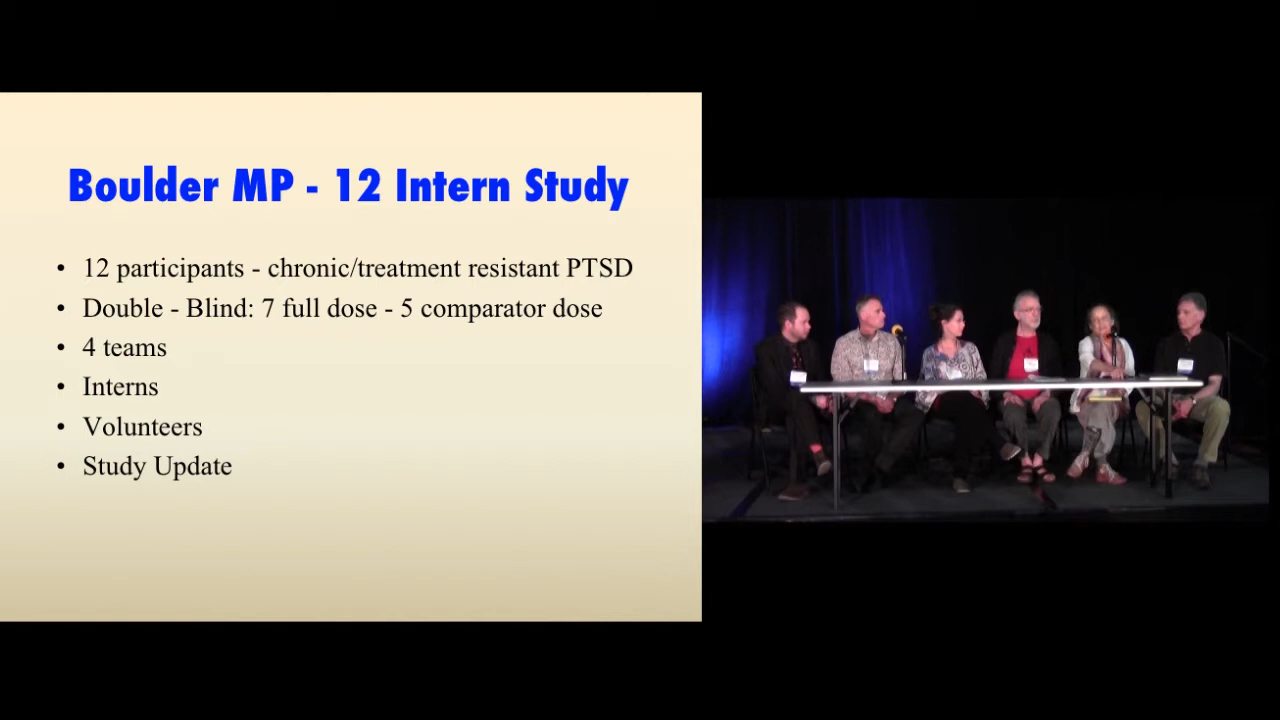 Boulder MP - 12 Intern Study
• 12 participants - chronic/treatment resistant PTSD
• Double - Blind: 7 full dose - 5 comparator dose
• 4 teams
• Interns
• Volunteers
• Study Update